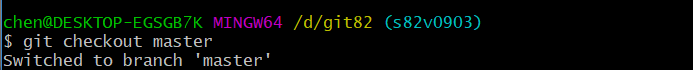 chen@DESKTOP-EGSGB7K MINGW64 /d/git82 (s82v0903)
$ git checkout master
Switched to branch 'master'